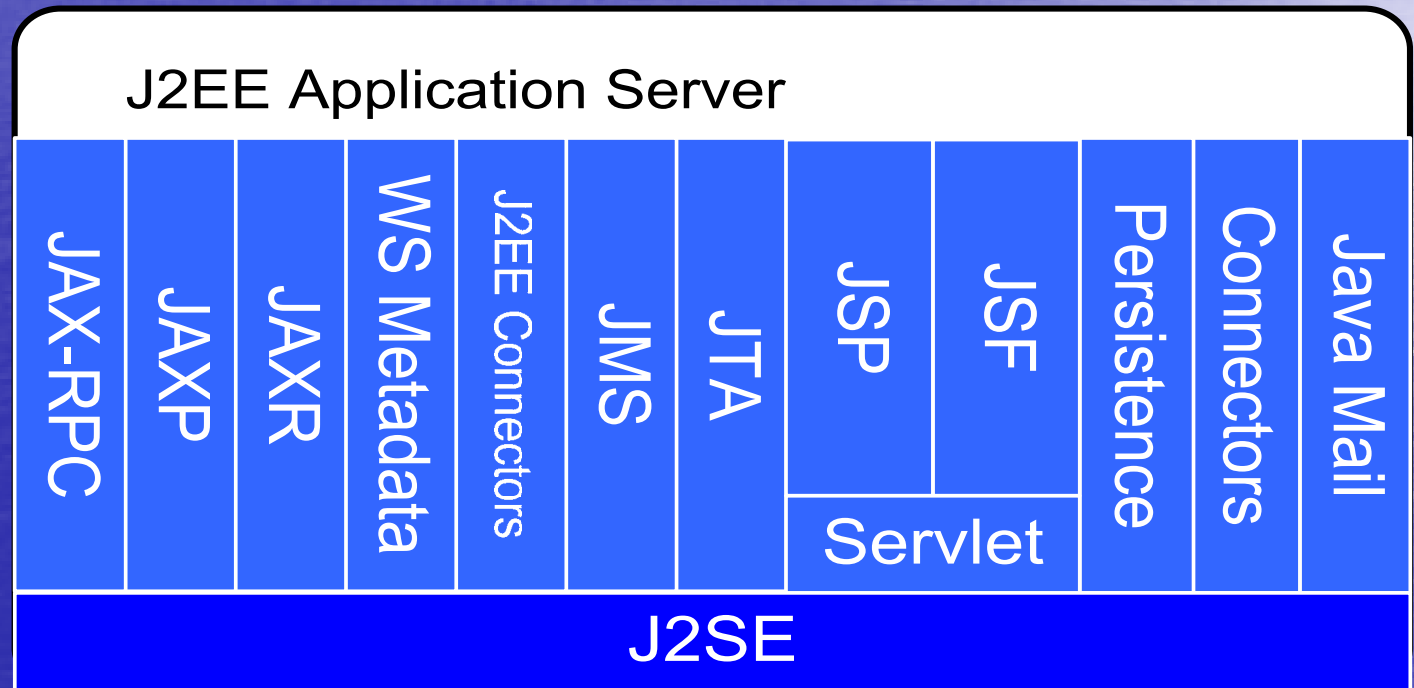 J2EE Application Server
JAX-RPC
JAXP
JAXR
WS Metadata
J2EE Connectors
JMS
JTA
JSP
JSF
Servlet
Persistence
Connectors
Java Mail
J2SE